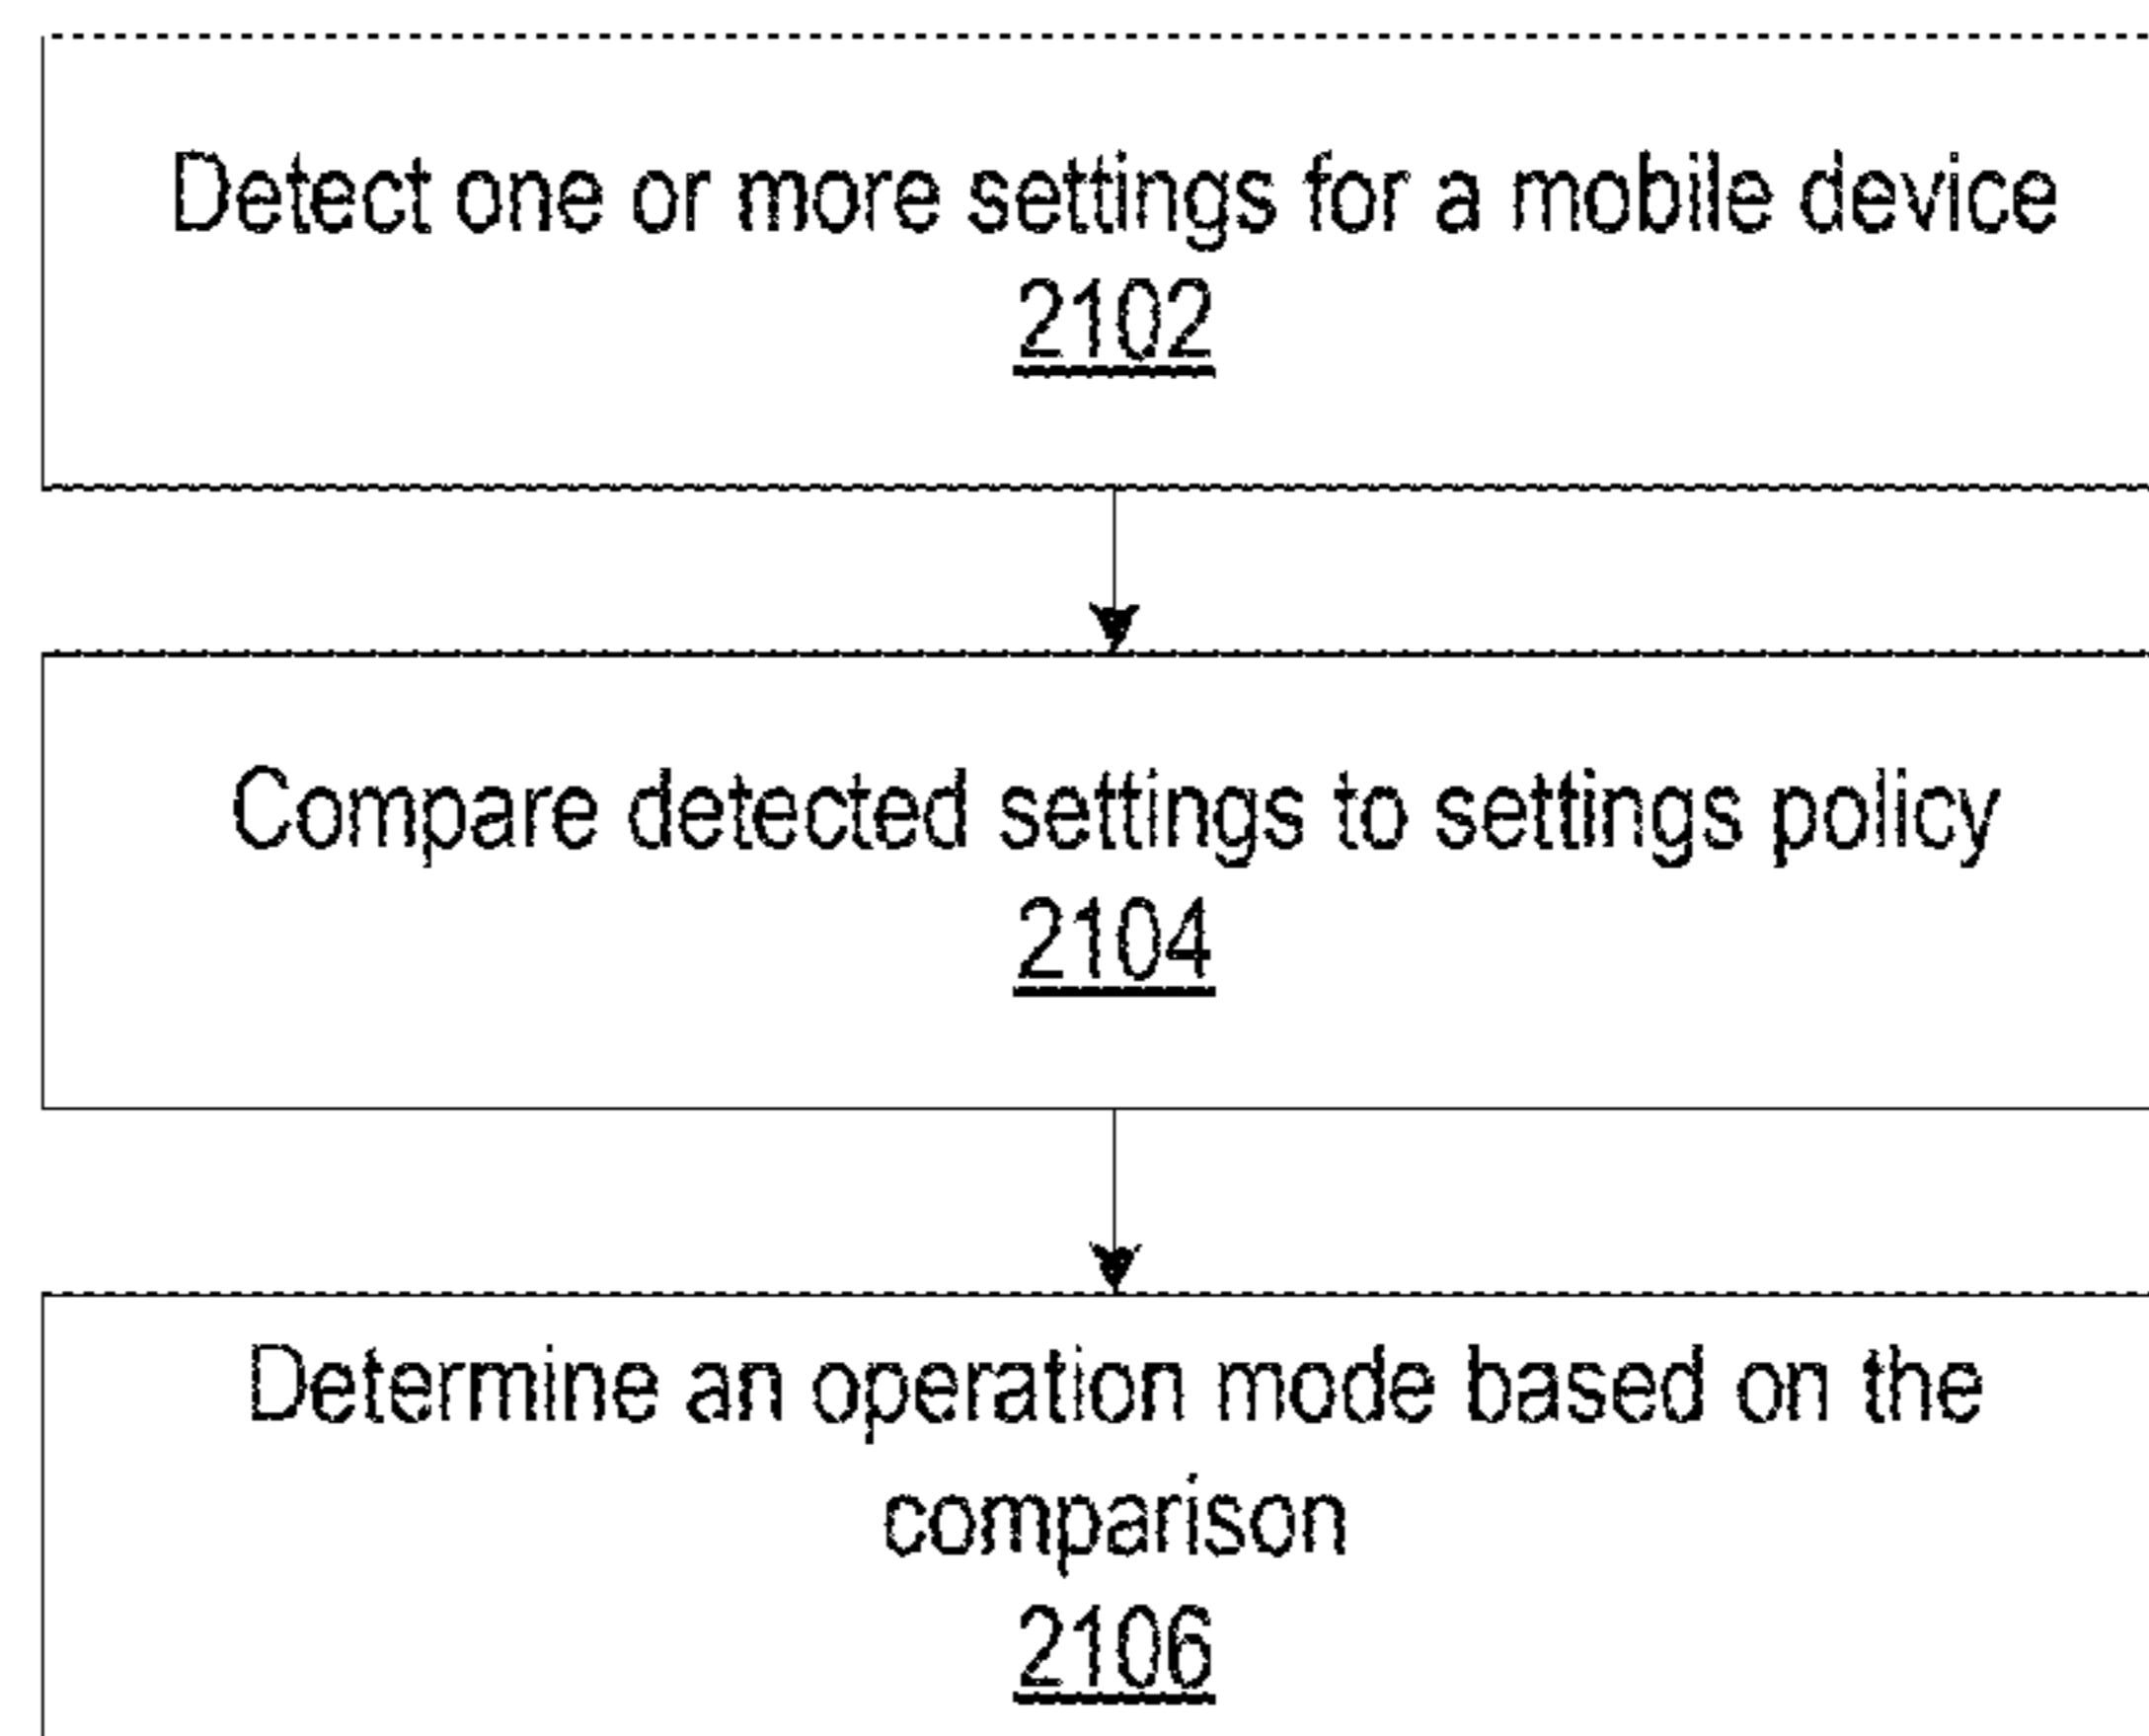 Detect one or more settings for a mobile device
2102
Compare detected settings to settings policy
2104
Determine an operation mode based on the
comparison
2106